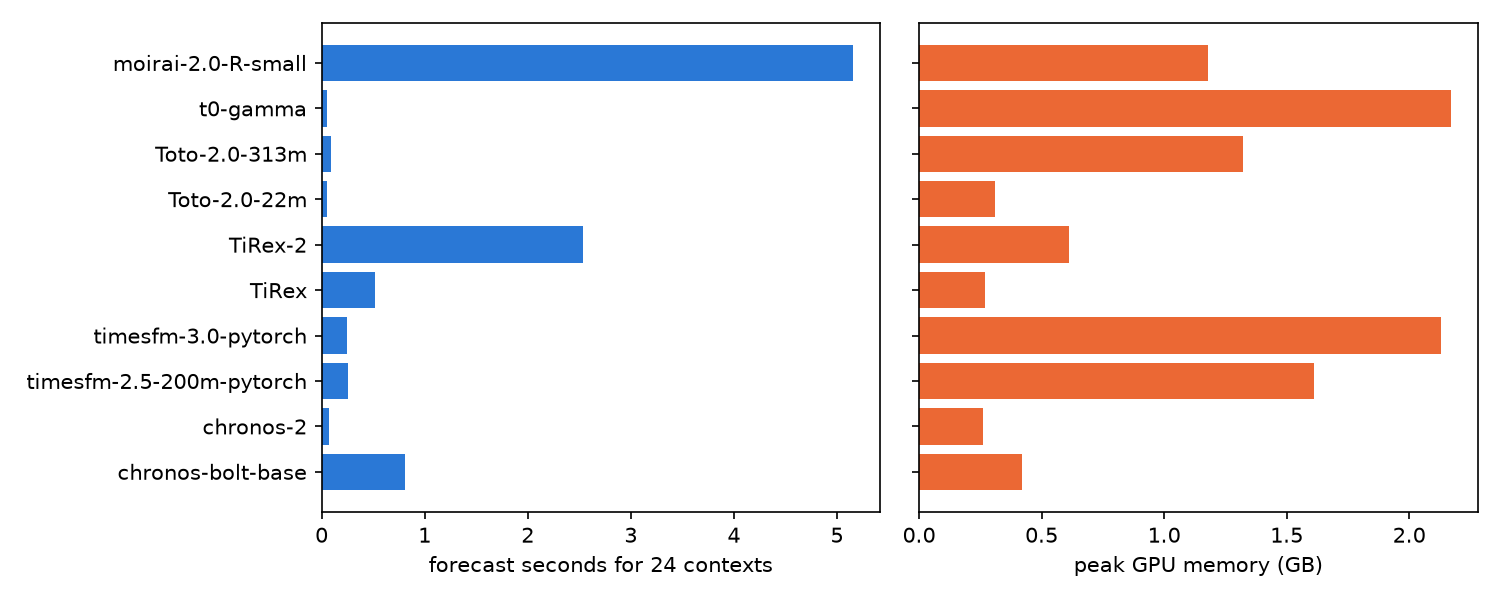 moirai-2.0-R-small
t0-gamma
Toto-2.0-313m
Toto-2.0-22m
TiRex-2
TiRex
timesfm-3.0-pytorch
timesfm-2.5-200m-pytorch
chronos-2
chronos-bolt-base
0 1 2 3 4 5
forecast seconds for 24 contexts
0.0 0.5 1.0 1.5 2.0
peak GPU memory (GB)